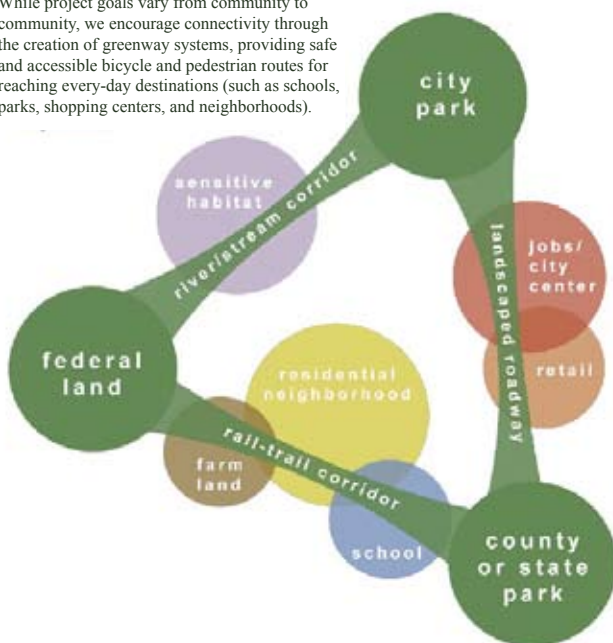 While project goals vary from community to
community, we encourage connectivity through
the creation of greenway systems, providing safe
and accessible bicycle and pedestrian routes for
reaching every-day destinations (such as schools,
parks, shopping centers, and neighborhoods).
city
park
sensitive
habitat
river/stream corridor
landscaped roadway
jobs/
city
center
federal
land
residential
neighborhood
retail
rail-trail corridor
farm
land
school
county
or state
park